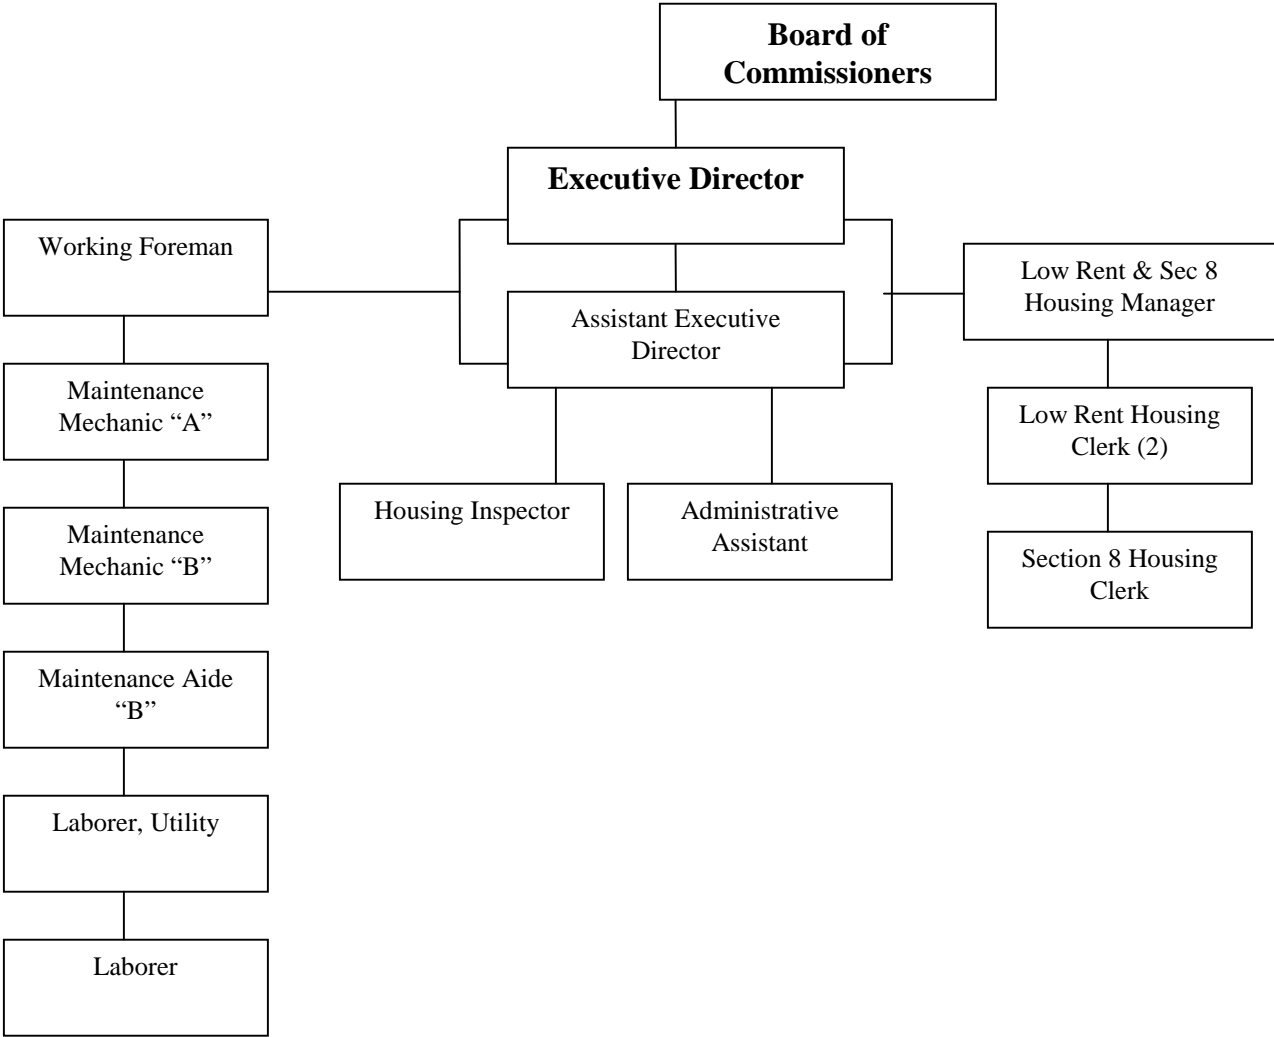 Board of
Commissioners
Executive Director
Working Foreman
Low Rent & Sec 8
Housing Manager
Assistant Executive
Director
Maintenance
Mechanic “A”
Low Rent Housing
Clerk (2)
Housing Inspector
Administrative
Assistant
Maintenance
Mechanic “B”
Section 8 Housing
Clerk
Maintenance Aide
“B”
Laborer, Utility
Laborer